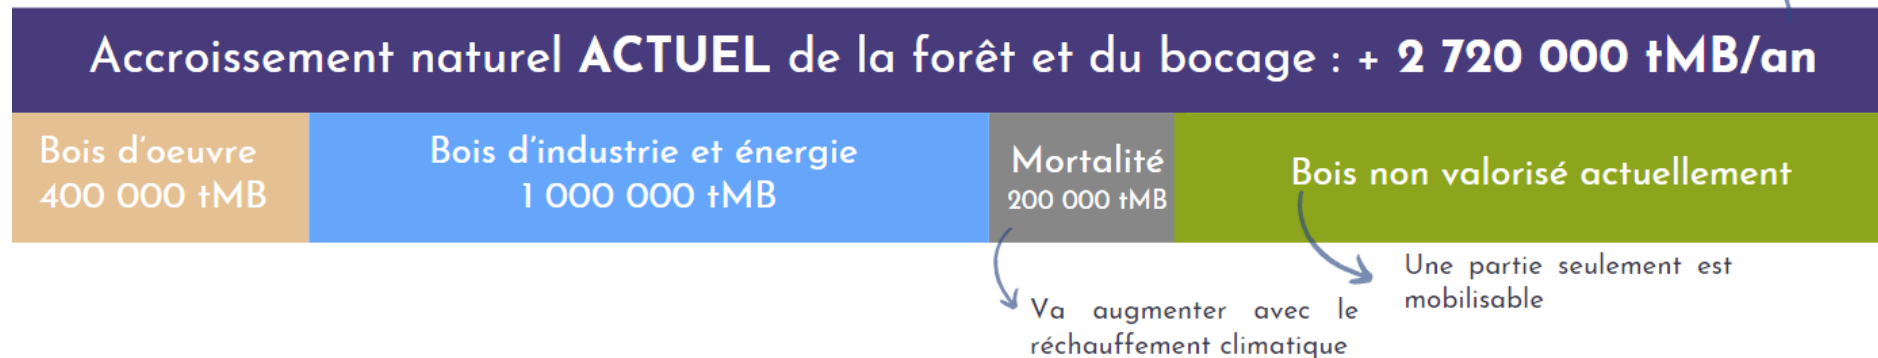 Accroissement naturel ACTUEL de la forêt et du bocage : + 2 720 000 tMB/an
Bois d'oeuvre
400 000 tMB
Bois d'industrie et énergie
1 000 000 tMB
Mortalité
200 000 tMB
Bois non valorisé actuellement
Une partie seulement est
mobilisable
Va augmenter avec le
réchauffement climatique